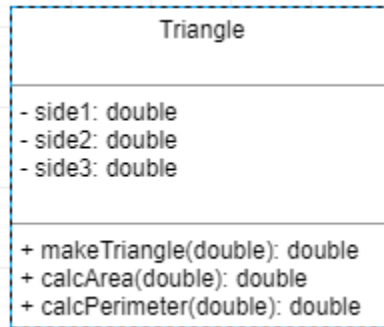 Triangle
- side1: double
- side2: double
- side3: double
+ makeTriangle(double): double
+ calcArea(double): double
+ calcPerimeter(double): double